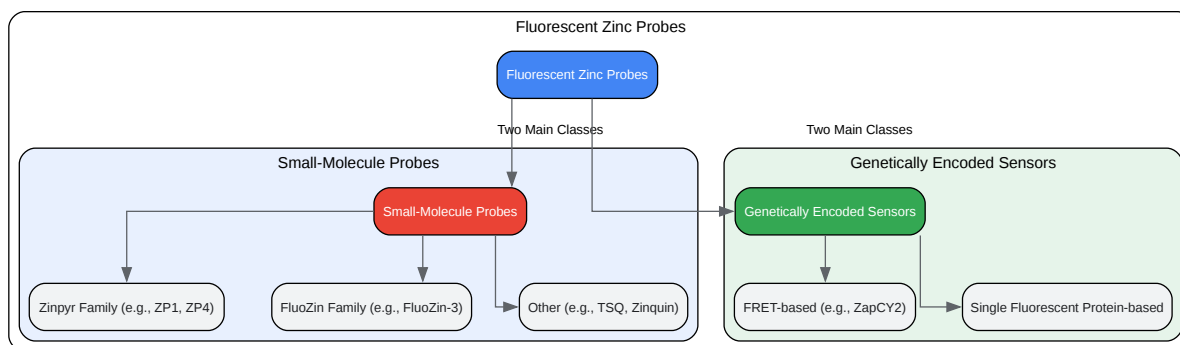 Fluorescent Zinc Probes
Fluorescent Zinc Probes
Two Main Classes
Two Main Classes
Small-Molecule Probes
Genetically Encoded Sensors
Small-Molecule Probes
Genetically Encoded Sensors
Zinpyr Family (e.g., ZP1, ZP4)
FluoZin Family (e.g., FluoZin-3)
Other (e.g., TSQ, Zinquin)
FRET-based (e.g., ZapCY2)
Single Fluorescent Protein-based